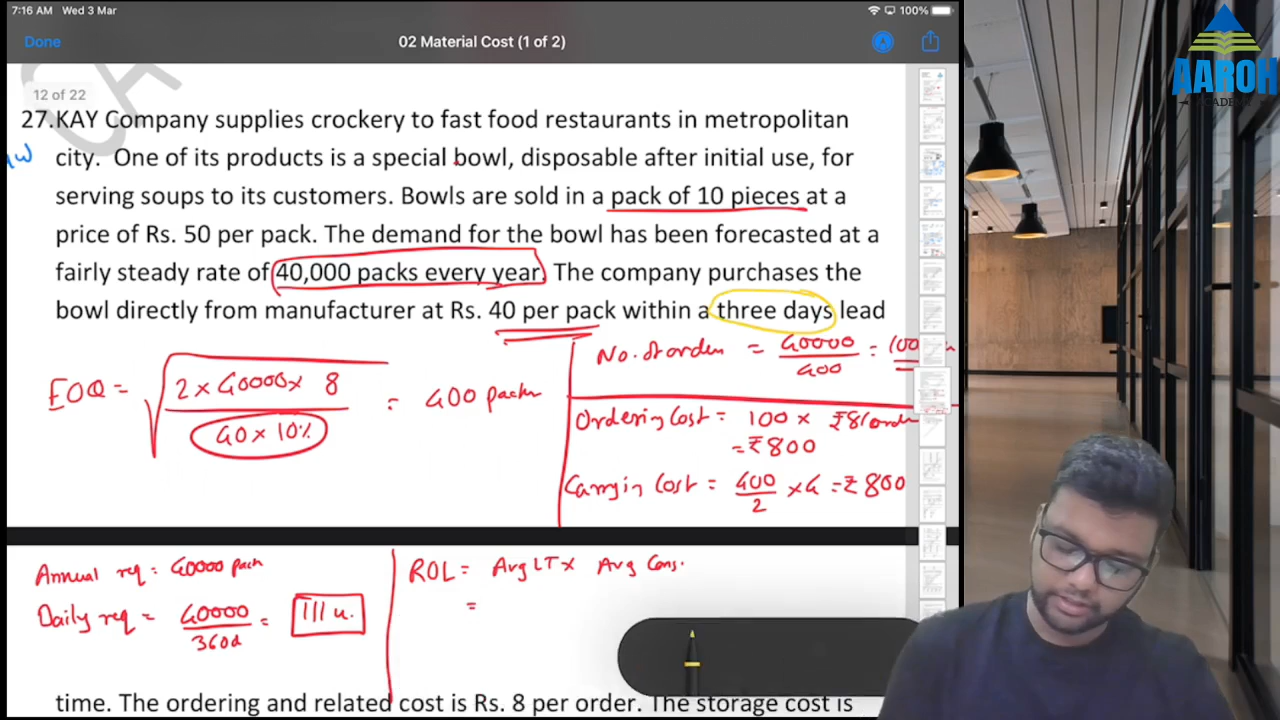 7:16 AM Wed 3 Mar
100%
Done
02 Material Cost (1 of 2)
CA
12 of 22
27. KAY Company supplies crockery to fast food restaurants in metropolitan
city. One of its products is a special bowl, disposable after initial use, for
serving soups to its customers. Bowls are sold in a pack of 10 pieces at a
price of Rs. 50 per pack. The demand for the bowl has been forecasted at a
fairly steady rate of 40,000 packs every year. The company purchases the
bowl directly from manufacturer at Rs. 40 per pack within a three days lead
EOQ = √ 2 x 40000 x 8
40 x 10%
= 400 packs
No. of orders = 40000
400
= 100
Ordering Cost = 100 x ₹8/order
= ₹800
Carryin Cost = 400
2
x 4 = ₹800
Annual req = 40000 pack
Daily req = 40000
360d
= 111 u.
ROL = Avg LT x Avg Cons.
=
time. The ordering and related cost is Rs. 8 per order. The storage cost is
AAROH
ACADEMY